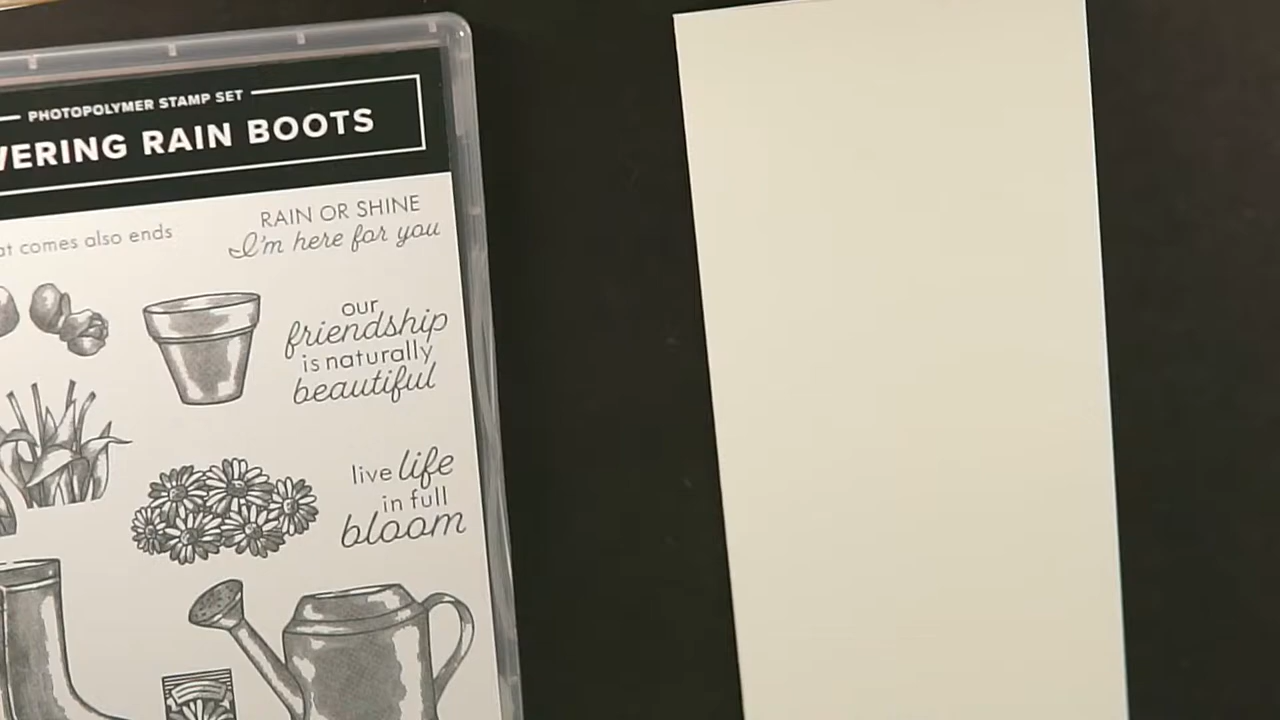 PHOTOPOLYMER STAMP SET
WERING RAIN BOOTS
at comes also ends
RAIN OR SHINE
I'm here for you
our
friendship
is naturally
beautiful
live life
in full
bloom